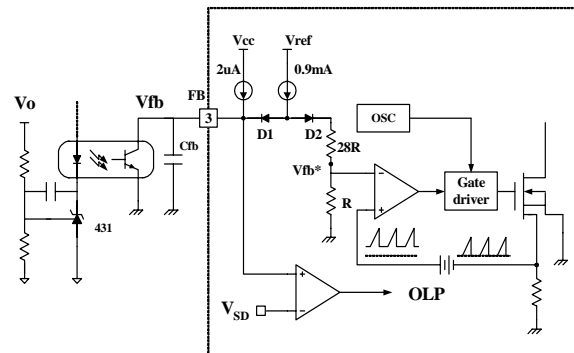 Vcc Vref
2uA 0.9mA
Vo Vfb FB
3
D1 D2
OSC
Cfb
28R
Vfb*
−
+
R
Gate
driver
431
+
−
OLP
VSD